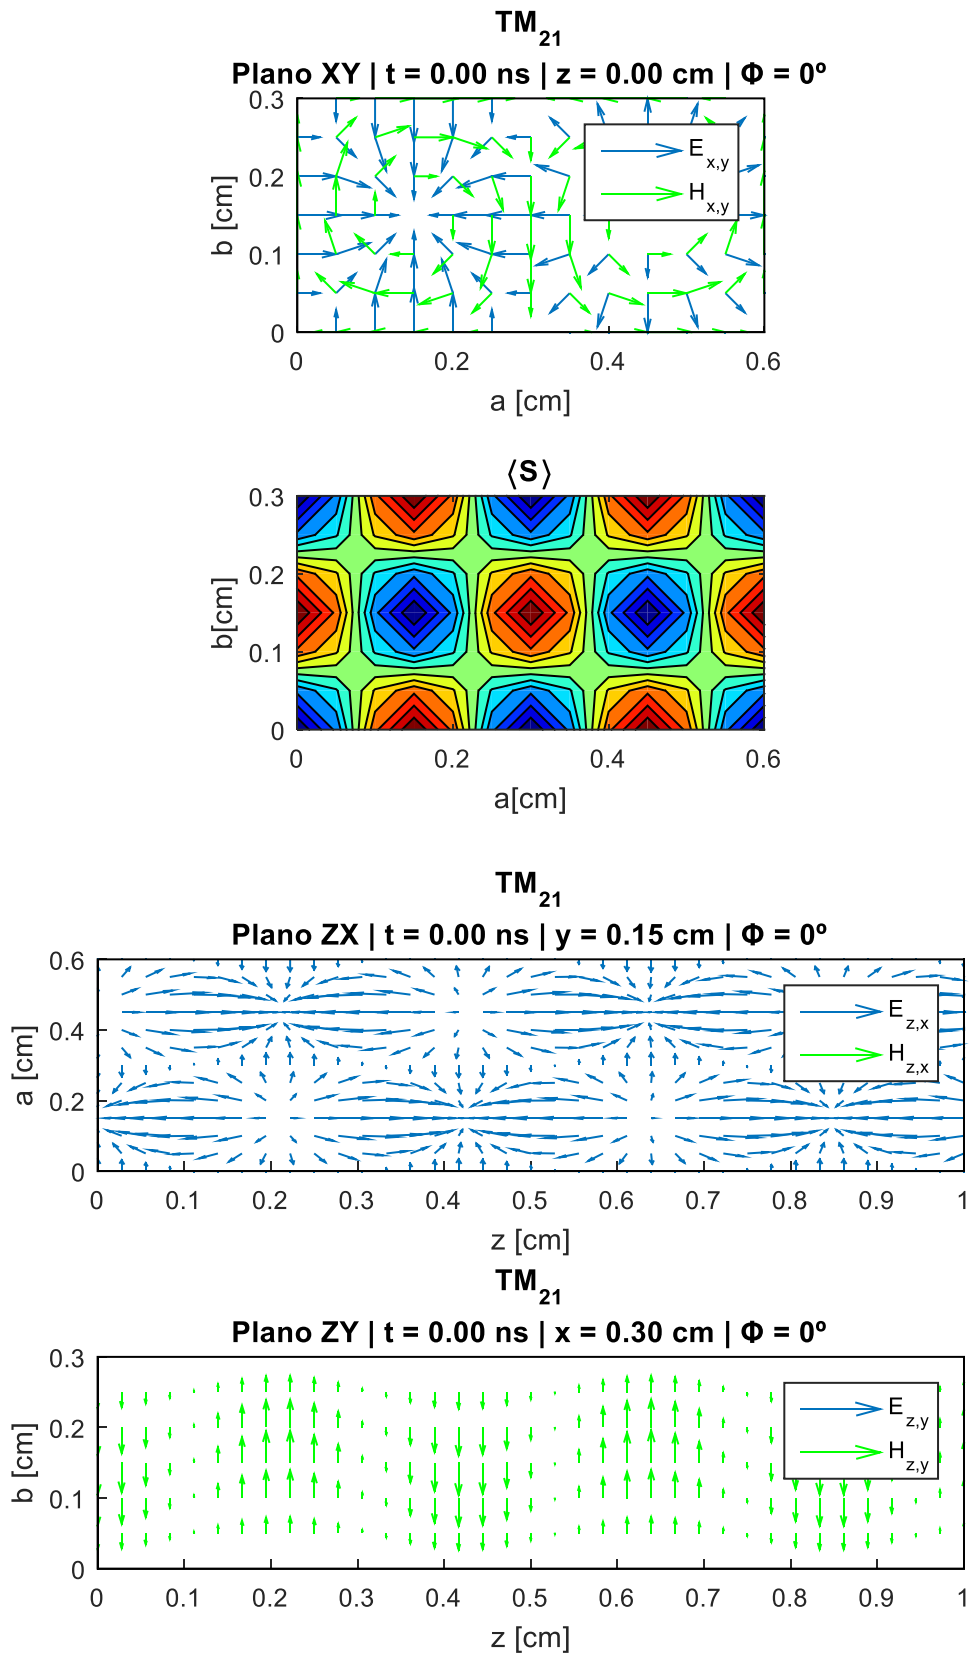 TM21
Plano XY | t = 0.00 ns | z = 0.00 cm | Φ = 0º
0.3
0.2
0.1
0
b [cm]
E x,y
H x,y
0 0.2 0.4 0.6
a [cm]
⟨S⟩
0.3
0.2
0.1
0
b[cm]
0 0.2 0.4 0.6
a[cm]
TM21
Plano ZX | t = 0.00 ns | y = 0.15 cm | Φ = 0º
0.6
0.4
0.2
0
a [cm]
E z,x
H z,x
0 0.1 0.2 0.3 0.4 0.5 0.6 0.7 0.8 0.9 1
z [cm]
TM21
Plano ZY | t = 0.00 ns | x = 0.30 cm | Φ = 0º
0.3
0.2
0.1
0
b [cm]
E z,y
H z,y
0 0.1 0.2 0.3 0.4 0.5 0.6 0.7 0.8 0.9 1
z [cm]